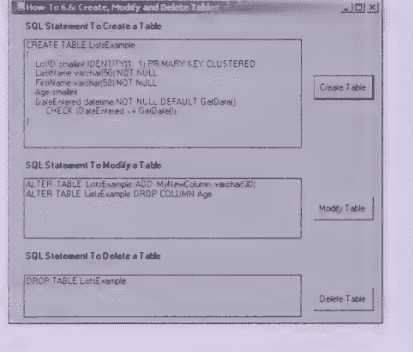 How-To 6.6: Create, Modify and Delete Tables
SQL Statement To Create a Table
CREATE TABLE ListsExample
(
ListID smallint IDENTITY(1, 1) PRIMARY KEY CLUSTERED
LastName varchar(50) NOT NULL
FirstName varchar(50) NOT NULL
Age smallint
DateEntered datetime NOT NULL DEFAULT GetDate()
CHECK (DateEntered <= GetDate())
)
Create Table
SQL Statement To Modify a Table
ALTER TABLE ListsExample ADD MyNewColumn varchar(30)
ALTER TABLE ListsExample DROP COLUMN Age
Modify Table
SQL Statement To Delete a Table
DROP TABLE ListsExample
Delete Table